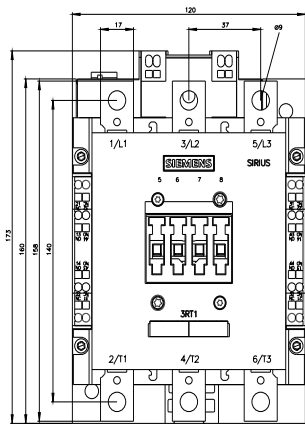 120
17
37
ø9
1/L1
3/L2
5/L3
SIEMENS
SIRIUS
5 6 7 8
173
160
158
140
3RT1
2/T1
4/T2
6/T3